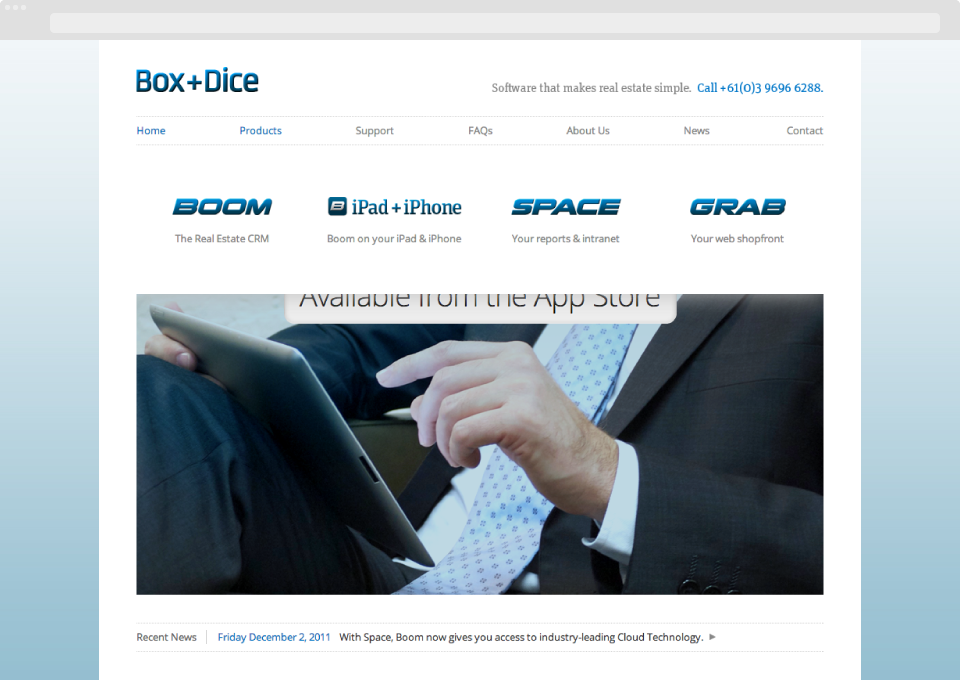 Box+Dice
Software that makes real estate simple. Call +61(0)3 9696 6288.
Home Products Support FAQs About Us News Contact
BOOM iPad + iPhone SPACE GRAB
The Real Estate CRM Boom on your iPad & iPhone Your reports & intranet Your web shopfront
Available from the App Store
Recent News Friday December 2, 2011 With Space, Boom now gives you access to industry-leading Cloud Technology.